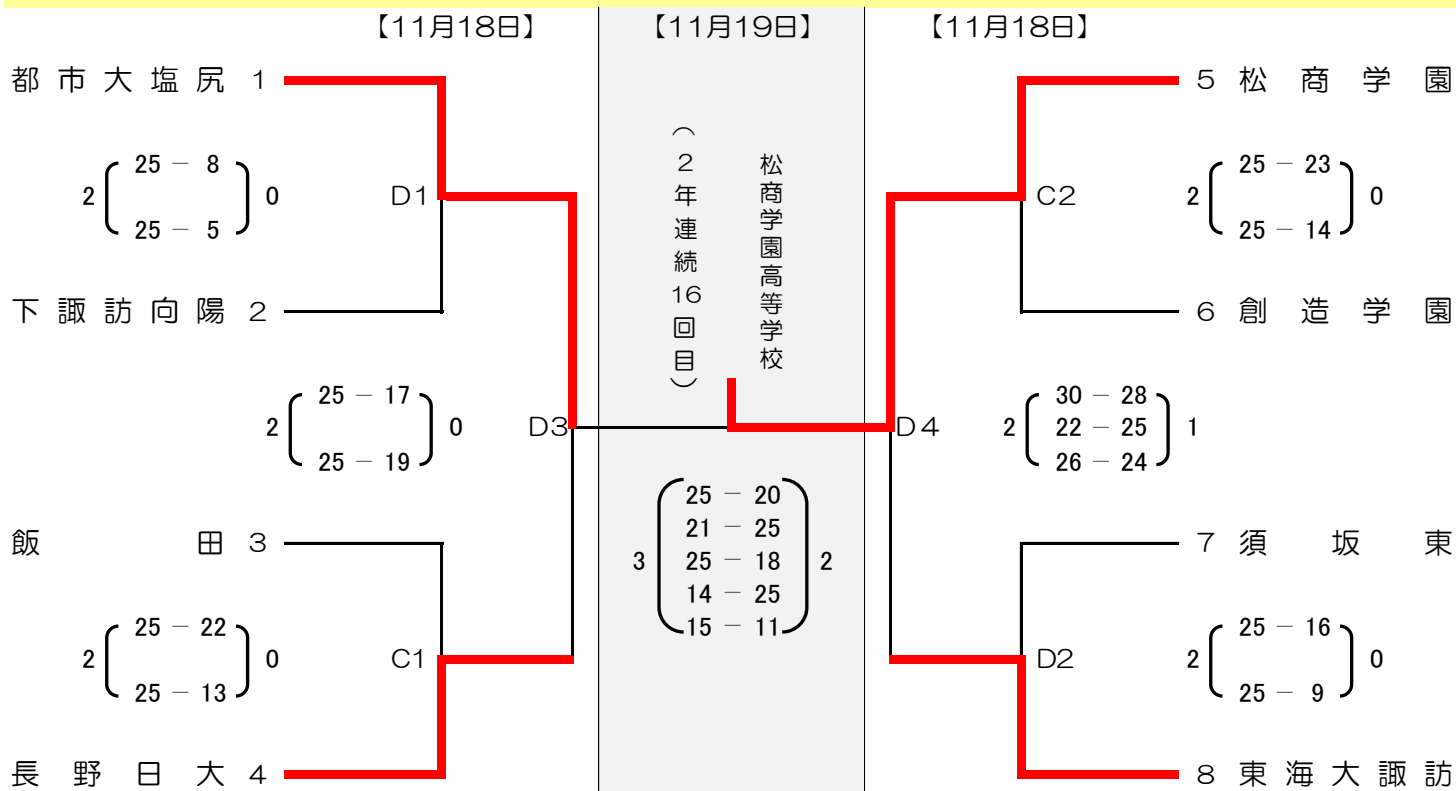 【11月18日】
【11月19日】
【11月18日】
都市大塩尻 1
5 松商学園
2
25 － 8
25 － 5
0
D1
（２年連続16回目）
松商学園高等学校
C2
2
25 － 23
25 － 14
0
下諏訪向陽 2
6 創造学園
2
25 － 17
25 － 19
0
D3
D4
2
30 － 28
22 － 25
26 － 24
1
3
25 － 20
21 － 25
25 － 18
14 － 25
15 － 11
2
飯田 3
7 須坂東
2
25 － 22
25 － 13
0
C1
D2
2
25 － 16
25 － 9
0
長野日大 4
8 東海大諏訪